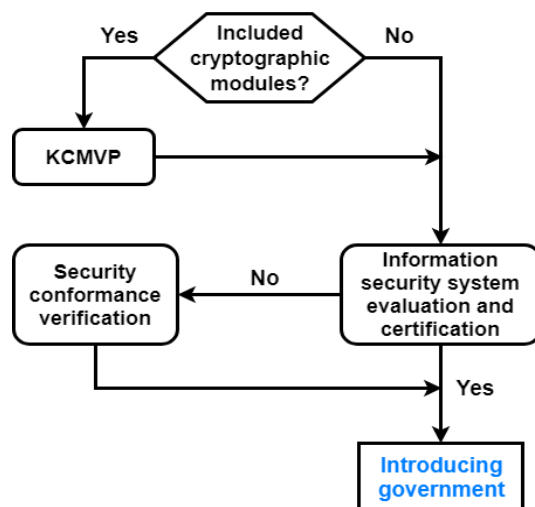 Yes
Included
cryptographic
modules?
No
KCMVP
Security
conformance
verification
No
Information
security system
evaluation and
certification
Yes
Introducing
government